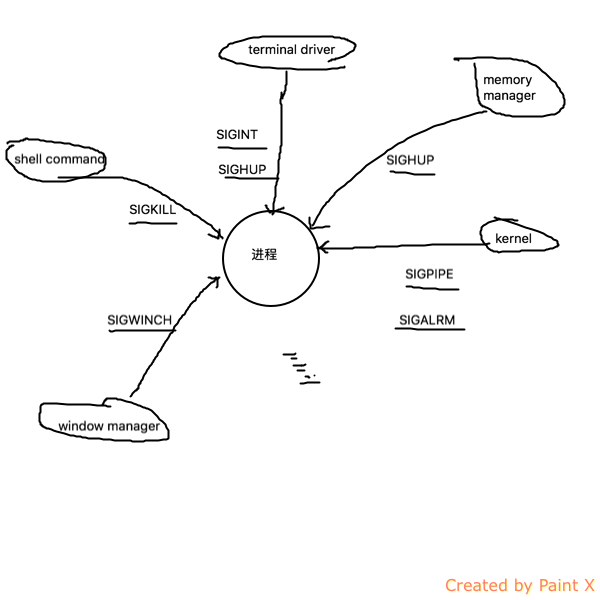 terminal driver
memory
manager
SIGINT
SIGHUP
shell command
SIGHUP
SIGKILL
kernel
进程
SIGPIPE
SIGWINCH
SIGALRM
window manager
Created by Paint X